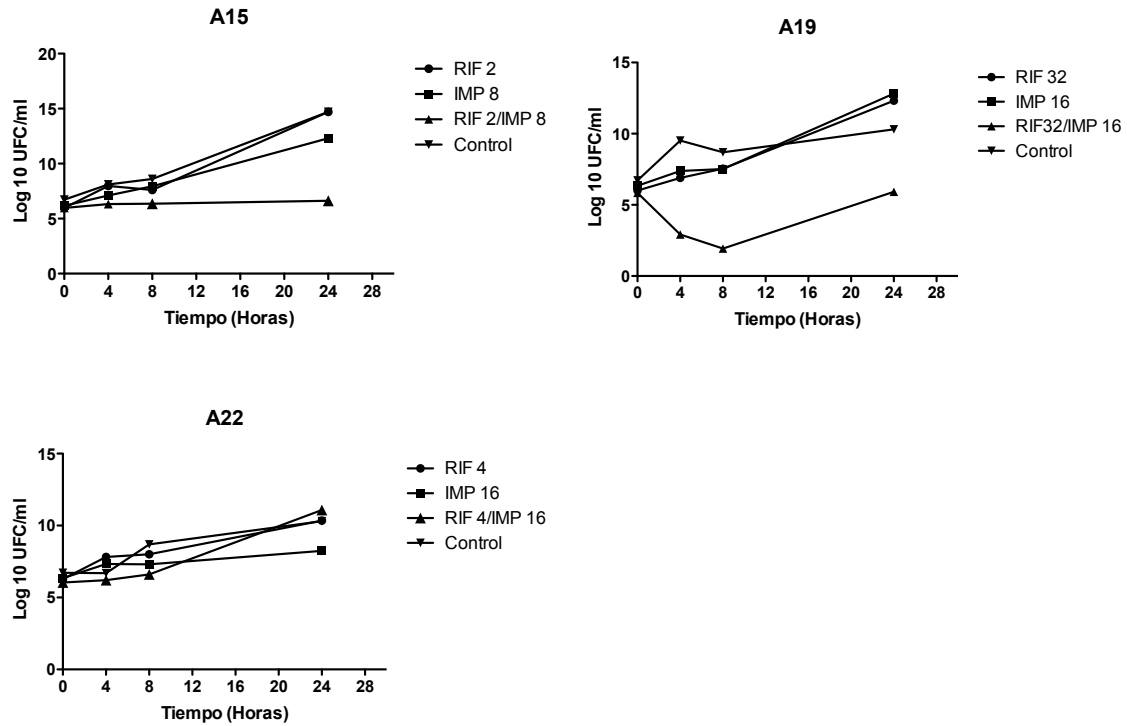 A15
20
15
10
5
0
Log 10 UFC/ml
0 4 8 12 16 20 24 28
Tiempo (Horas)
RIF 2
IMP 8
RIF 2/IMP 8
Control
A19
15
10
5
0
Log 10 UFC/ml
0 4 8 12 16 20 24 28
Tiempo (Horas)
RIF 32
IMP 16
RIF32/IMP 16
Control
A22
15
10
5
0
Log 10 UFC/ml
0 4 8 12 16 20 24 28
Tiempo (Horas)
RIF 4
IMP 16
RIF 4/IMP 16
Control